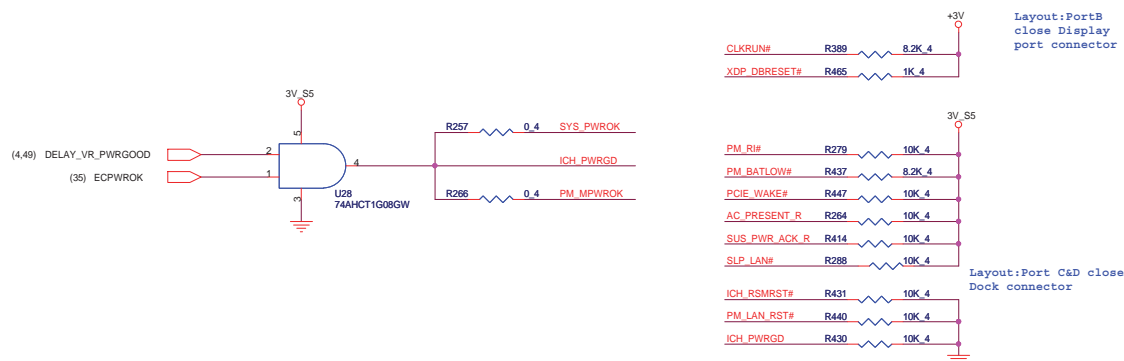 +3V
Layout:PortB
close Display
port connector
CLKRUN# R389 8.2K_4
XDP_DBRESET# R465 1K_4
3V_S5
5
(4,49) DELAY_VR_PWRGOOD 2
(35) ECPWROK 1
4
3
U28
74AHCT1G08GW
R257 0_4 SYS_PWROK
ICH_PWRGD
R266 0_4 PM_MPWROK
3V_S5
PM_RI# R279 10K_4
PM_BATLOW# R437 8.2K_4
PCIE_WAKE# R447 10K_4
AC_PRESENT_R R264 10K_4
SUS_PWR_ACK_R R414 10K_4
SLP_LAN# R288 10K_4
Layout:Port C&D close
Dock connector
ICH_RSMRST# R431 10K_4
PM_LAN_RST# R440 10K_4
ICH_PWRGD R430 10K_4